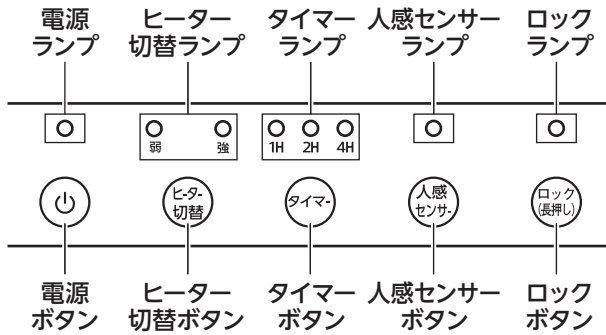 電源
ランプ
ヒーター
切替ランプ
タイマー
ランプ
人感センサー
ランプ
ロック
ランプ
弱
強
1H
2H
4H
ヒーター
切替
タイマー
人感
センサー
ロック
(長押し)
電源
ボタン
ヒーター
切替ボタン
タイマー
ボタン
人感センサー
ボタン
ロック
ボタン